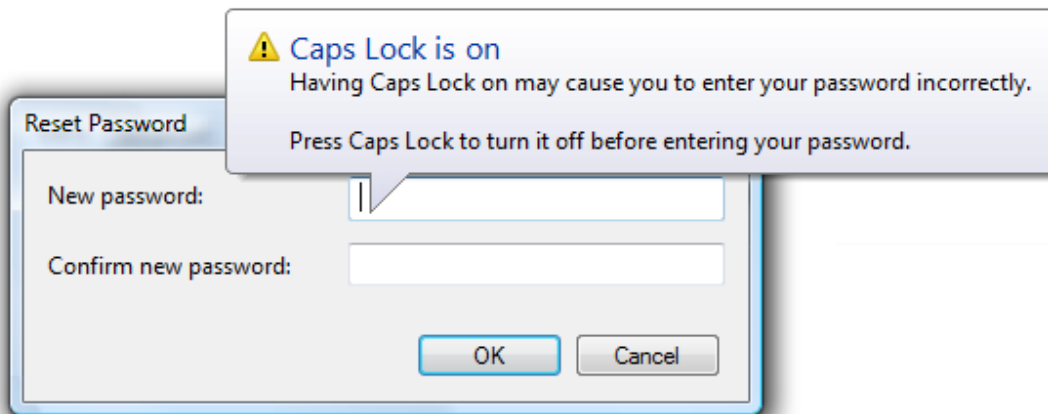 Caps Lock is on
Having Caps Lock on may cause you to enter your password incorrectly.
Press Caps Lock to turn it off before entering your password.
Reset Password
New password:
Confirm new password:
OK
Cancel